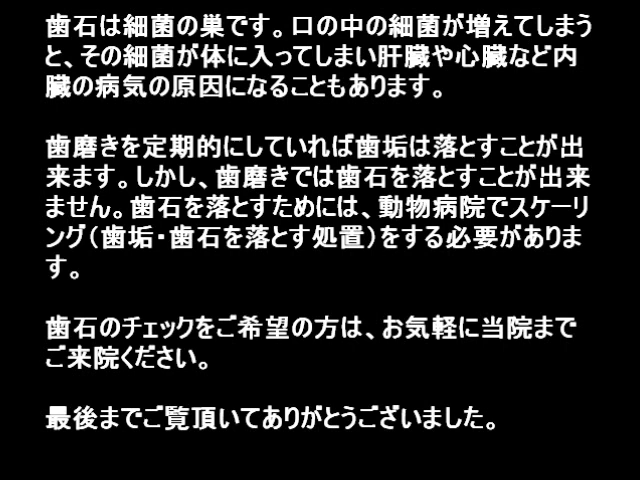 歯石は細菌の巣です。口の中の細菌が増えてしまう
と、その細菌が体に入ってしまい肝臓や心臓など内
臓の病気の原因になることもあります。
歯磨きを定期的にしていれば歯垢は落とすことが出
来ます。しかし、歯磨きでは歯石を落とすことが出来
ません。歯石を落とすためには、動物病院でスケーリ
ング（歯垢・歯石を落とす処置）をする必要がありま
す。
歯石のチェックをご希望の方は、お気軽に当院まで
ご来院ください。
最後までご覧頂いてありがとうございました。